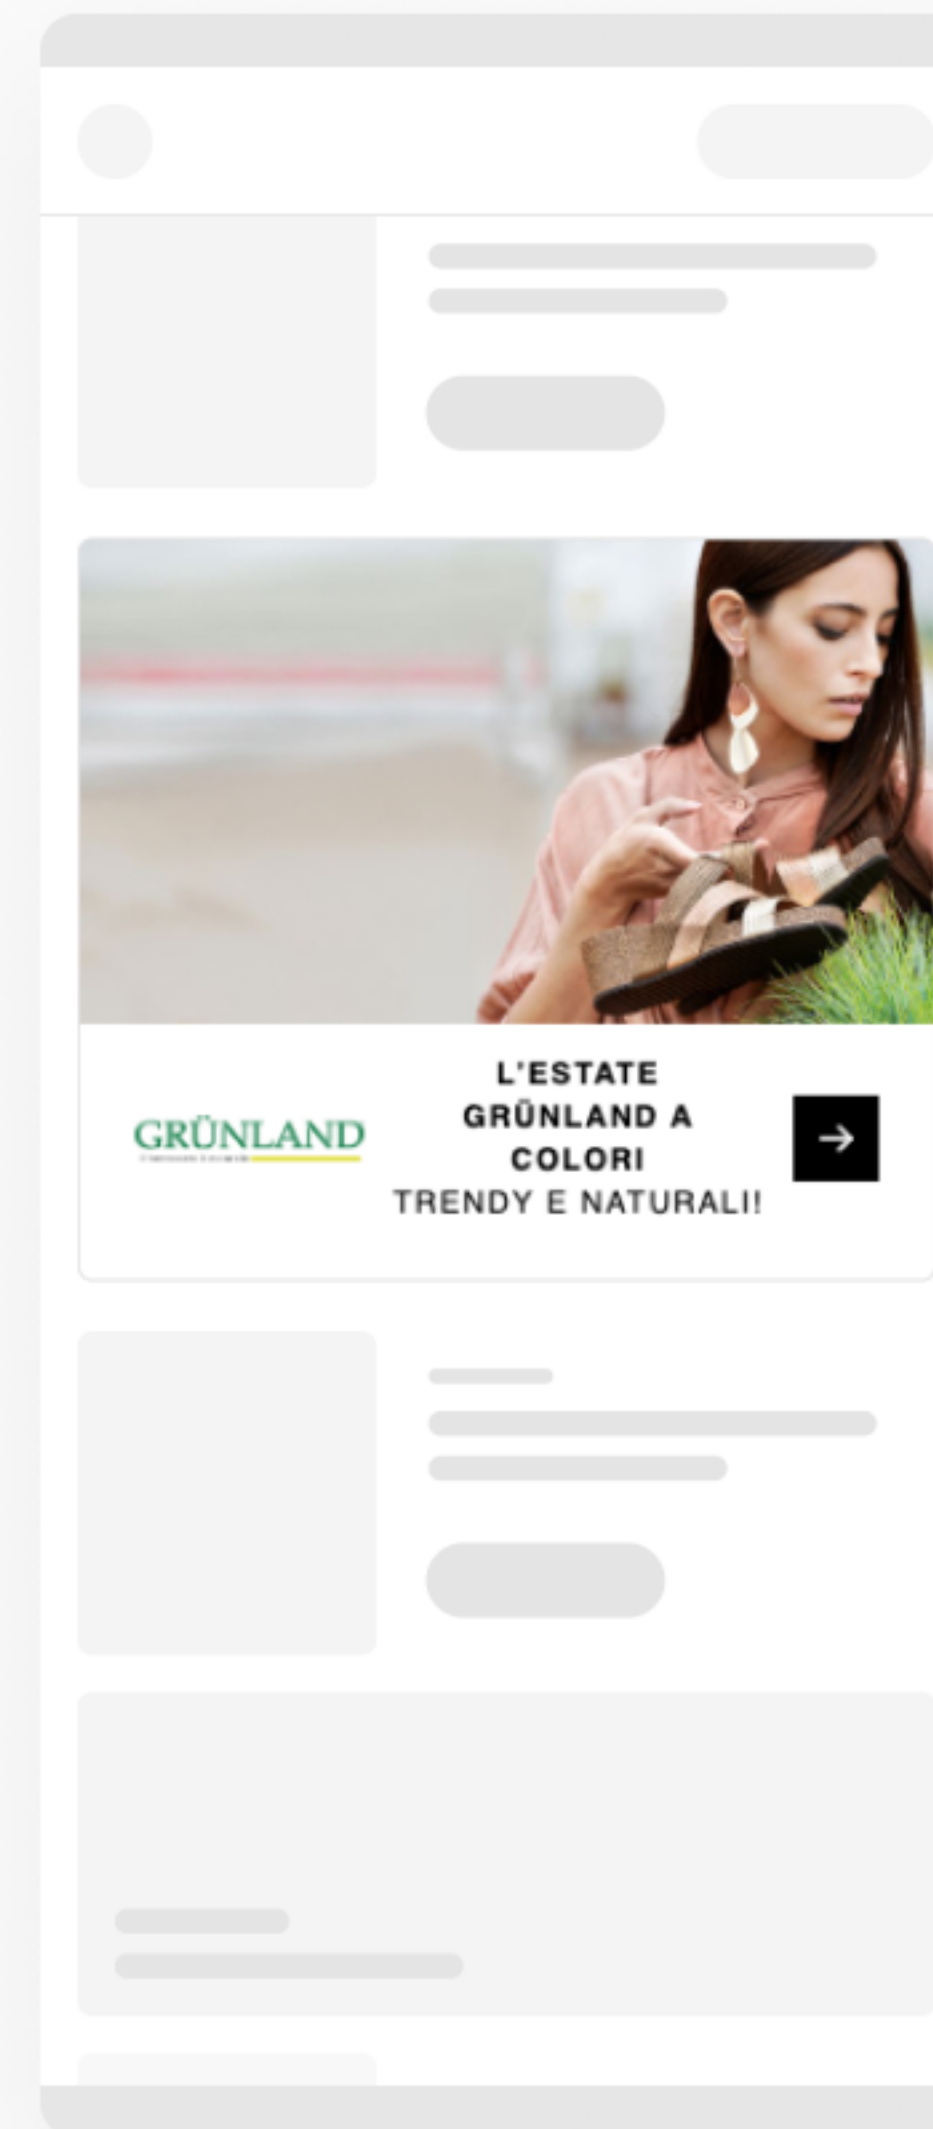 GRÜNLAND
L'ESTATE
GRÜNLAND A
COLORI
TRENDY E NATURALI!